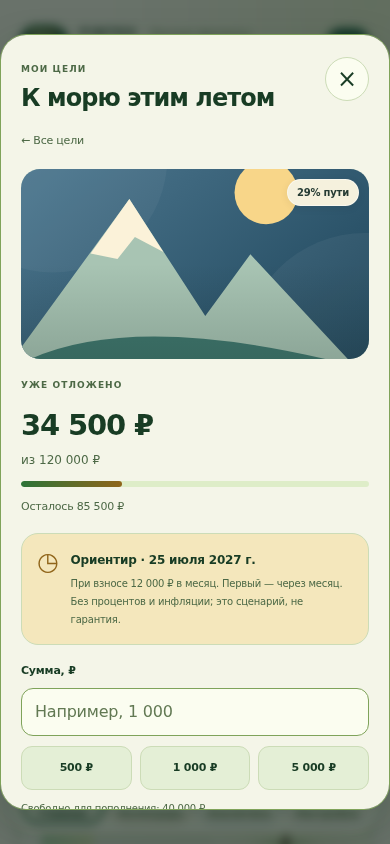 МОИ ЦЕЛИ
К морю этим летом
← Все цели
29% пути
УЖЕ ОТЛОЖЕНО
34 500 ₽
из 120 000 ₽
Осталось 85 500 ₽
Ориентир · 25 июля 2027 г.
При взносе 12 000 ₽ в месяц. Первый — через месяц.
Без процентов и инфляции; это сценарий, не
гарантия.
Сумма, ₽
Например, 1 000
500 ₽
1 000 ₽
5 000 ₽
Свободно для пополнения: 40 000 ₽